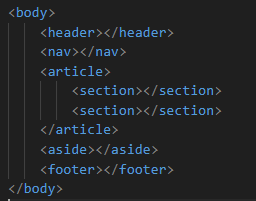 <body>
    <header></header>
    <nav></nav>
    <article>
        <section></section>
        <section></section>
    </article>
    <aside></aside>
    <footer></footer>
</body>